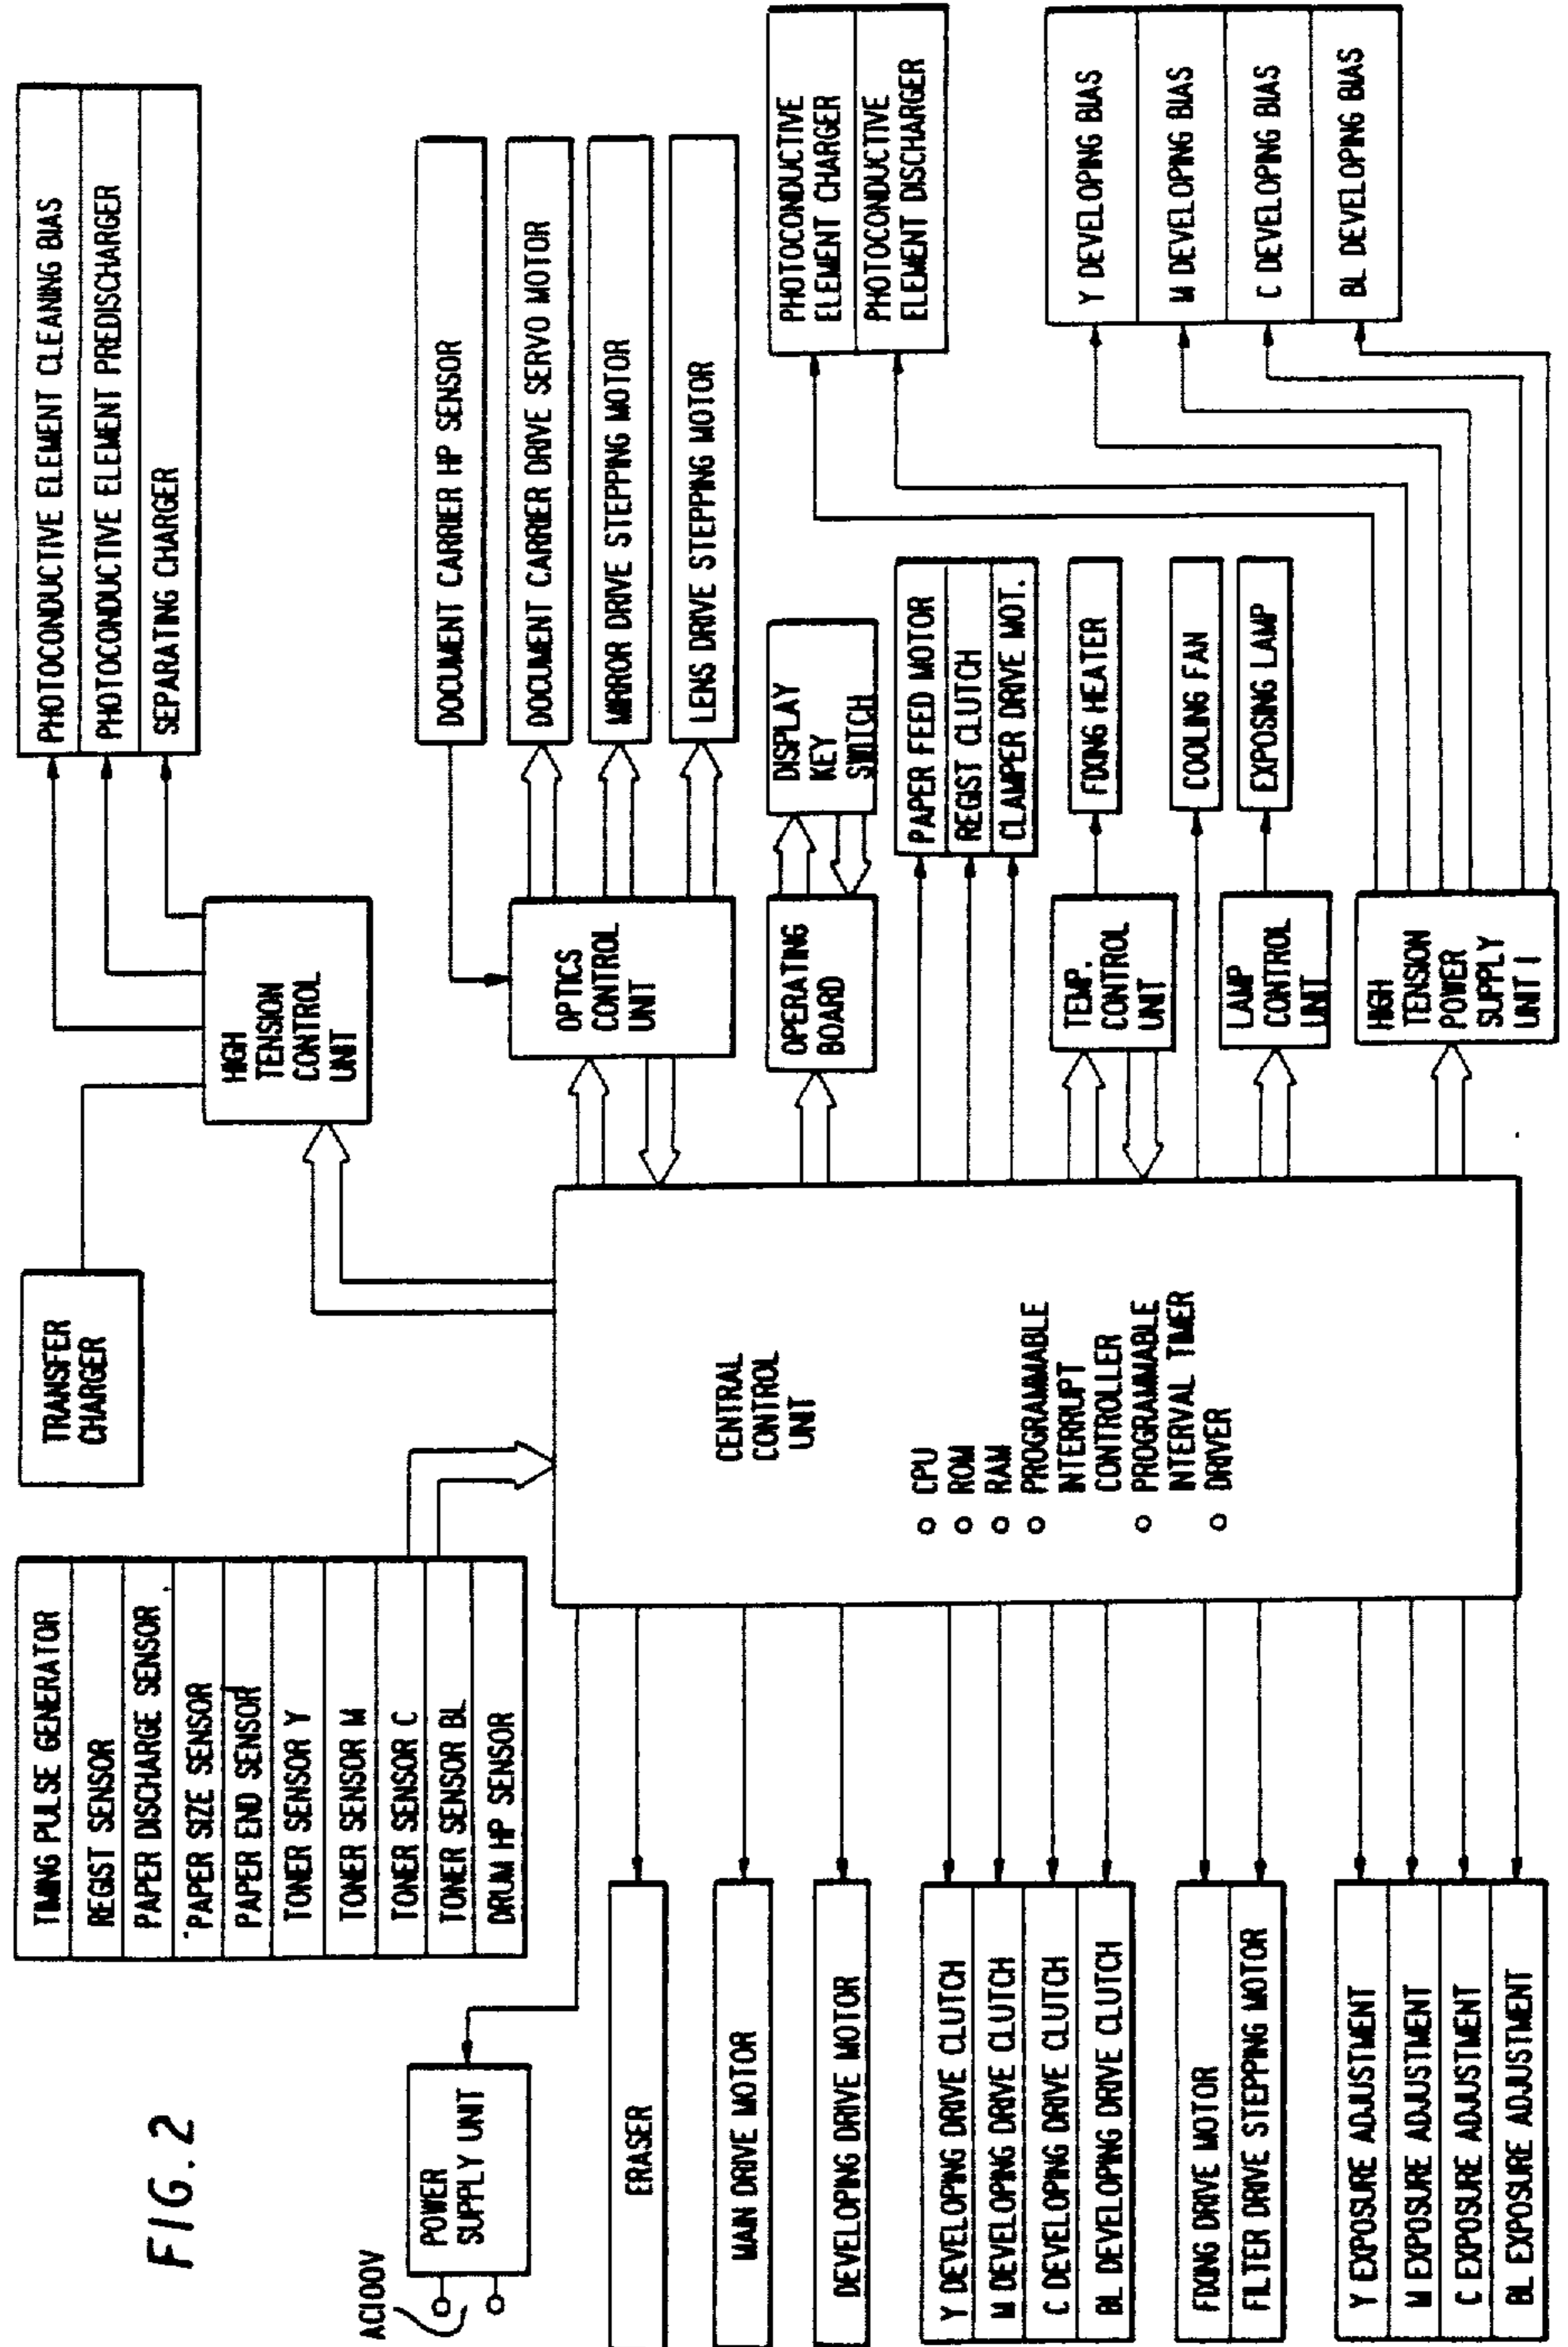 FIG. 2
TIMING PULSE GENERATOR
REGIST SENSOR
PAPER DISCHARGE SENSOR
PAPER SIZE SENSOR
PAPER END SENSOR
TONER SENSOR Y
TONER SENSOR M
TONER SENSOR C
TONER SENSOR BL
DRUM HP SENSOR
TRANSFER
CHARGER
PHOTOCONDUCTIVE ELEMENT CLEANING BIAS
PHOTOCONDUCTIVE ELEMENT PREDISCHARGER
SEPARATING CHARGER
HIGH
TENSION
CONTROL
UNIT
AC100V
POWER
SUPPLY UNIT
ERASER
MAIN DRIVE MOTOR
DEVELOPING DRIVE MOTOR
Y DEVELOPING DRIVE CLUTCH
M DEVELOPING DRIVE CLUTCH
C DEVELOPING DRIVE CLUTCH
BL DEVELOPING DRIVE CLUTCH
FIXING DRIVE MOTOR
FILTER DRIVE STEPPING MOTOR
Y EXPOSURE ADJUSTMENT
M EXPOSURE ADJUSTMENT
C EXPOSURE ADJUSTMENT
BL EXPOSURE ADJUSTMENT
CENTRAL
CONTROL
UNIT
o CPU
o ROM
o RAM
o PROGRAMMABLE
INTERRUPT
CONTROLLER
o PROGRAMMABLE
INTERVAL TIMER
o DRIVER
OPTICS
CONTROL
UNIT
DOCUMENT CARRIER HP SENSOR
DOCUMENT CARRIER DRIVE SERVO MOTOR
MIRROR DRIVE STEPPING MOTOR
LENS DRIVE STEPPING MOTOR
OPERATING
BOARD
DISPLAY
KEY
SWITCH
PAPER FEED MOTOR
REGIST CLUTCH
CLAMPER DRIVE MOT.
TEMP.
CONTROL
UNIT
FIXING HEATER
COOLING FAN
LAMP
CONTROL
UNIT
EXPOSING LAMP
HIGH
TENSION
POWER
SUPPLY
UNIT I
PHOTOCONDUCTIVE
ELEMENT CHARGER
PHOTOCONDUCTIVE
ELEMENT DISCHARGER
Y DEVELOPING BIAS
M DEVELOPING BIAS
C DEVELOPING BIAS
BL DEVELOPING BIAS